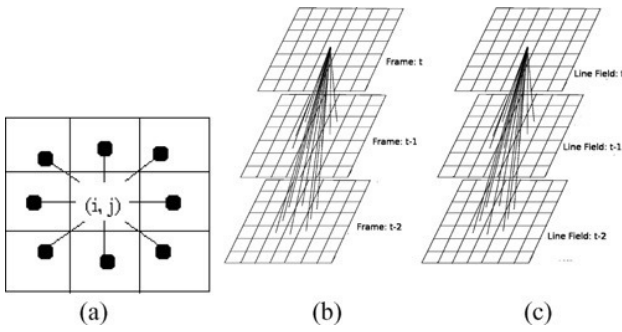 (i, j)
(a)
Frame: t
Frame: t-1
Frame: t-2
(b)
Line Field: t
Line Field: t-1
Line Field: t-2
(c)